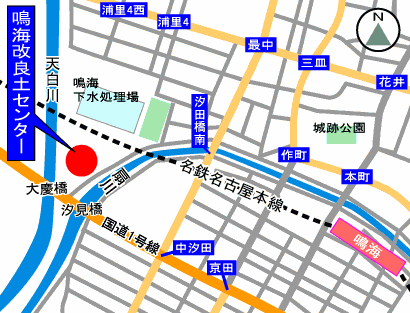 鳴海改良土センター
天白川
浦里4西
浦里4
N
最中
三皿
花井
鳴海
下水処理場
汐田
橋南
城跡公園
作町
本町
扇川
名鉄名古屋本線
大慶橋
汐見橋
国道1号線
中汐田
京田
鳴海